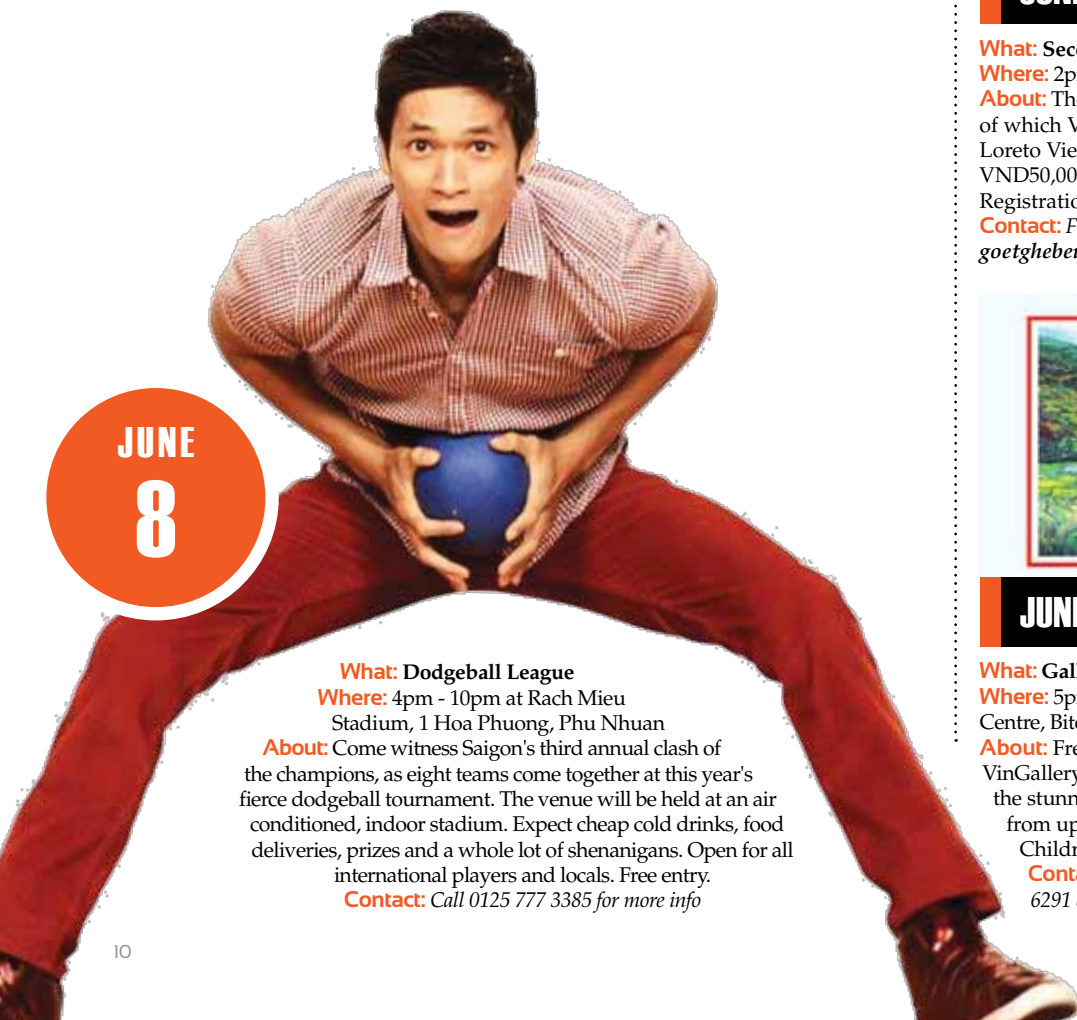 JUNE
8
What: Dodgeball League
Where: 4pm - 10pm at Rach Mieu
Stadium, 1 Hoa Phuong, Phu Nhuan
About: Come witness Saigon's third annual clash of
the champions, as eight teams come together at this year's
fierce dodgeball tournament. The venue will be held at an air
conditioned, indoor stadium. Expect cheap cold drinks, food
deliveries, prizes and a whole lot of shenanigans. Open for all
international players and locals. Free entry.
Contact: Call 0125 777 3385 for more info
10
What:
Where:
About:
of which
Loreto
Contact:
What:
Where: 
Centre,
About:
VinGallery
the
from
6291